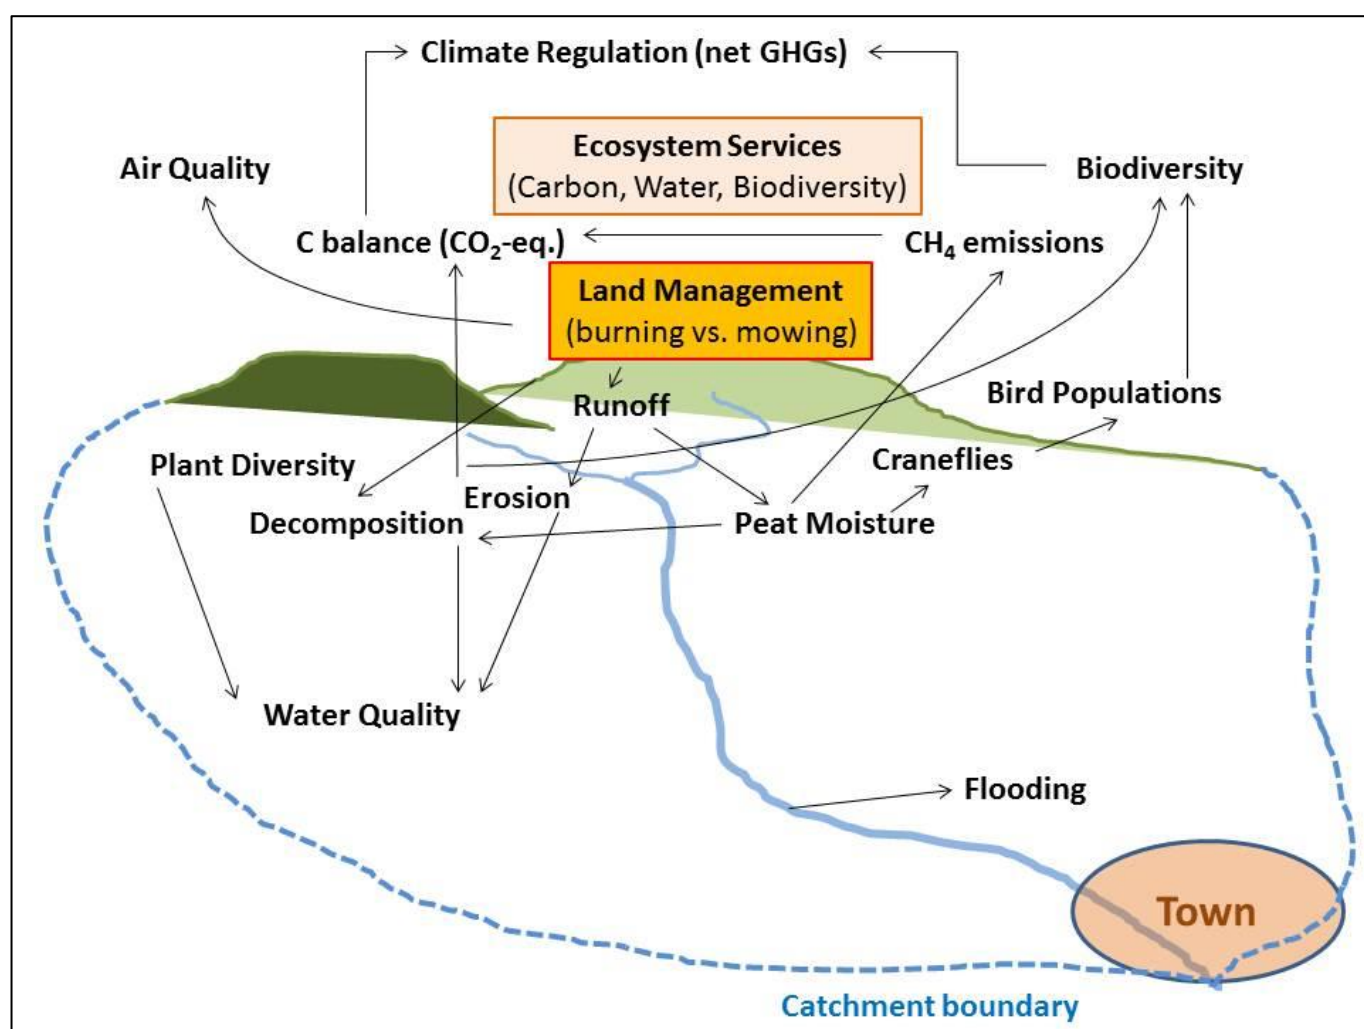 Climate Regulation (net GHGs)
Ecosystem Services
(Carbon, Water, Biodiversity)
Air Quality
Biodiversity
C balance (CO₂-eq.)
CH₄ emissions
Land Management
(burning vs. mowing)
Runoff
Bird Populations
Plant Diversity
Craneflies
Erosion
Decomposition
Peat Moisture
Water Quality
Flooding
Town
Catchment boundary